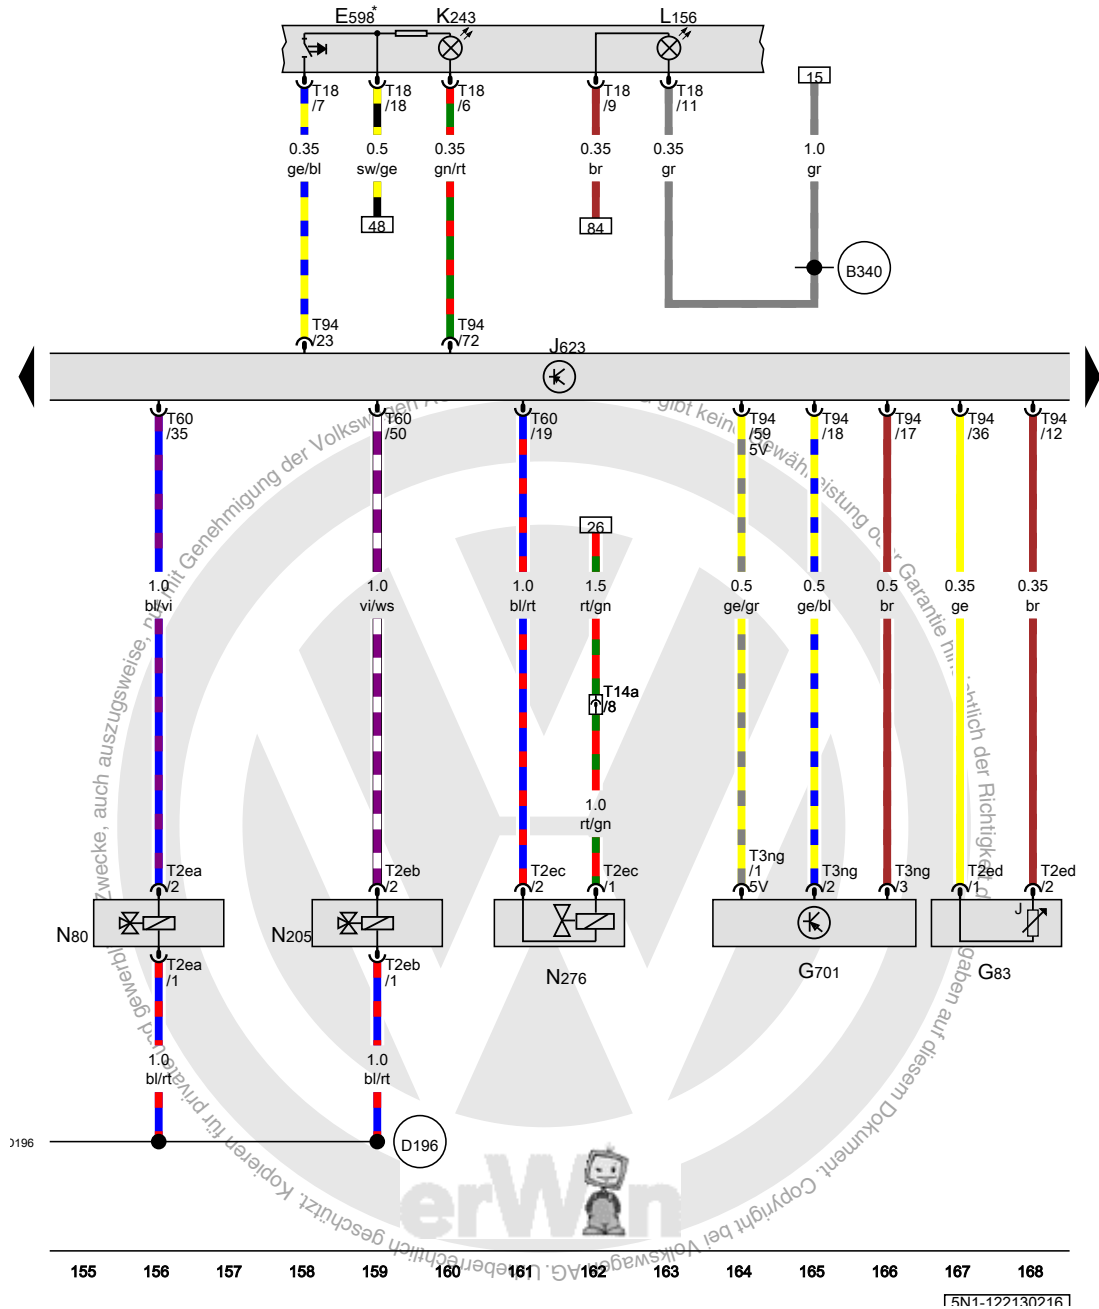 E598* K243 L156
15
T18 T18 T18 T18 T18
/7 /18 /6 /9 /11
0.35 0.5 0.35 0.35 0.35 1.0
ge/bl sw/ge gn/rt br gr gr
48 84
B340
T94 T94
/23 /72
J623
T60 T60 T60 T94 T94 T94 T94 T94
/35 /50 /19 /59 /18 /17 /36 /12
5V
26
1.0 1.0 1.0 1.5 0.5 0.5 0.5 0.35 0.35
bl/vi vi/ws bl/rt rt/gn ge/gr ge/bl br ge br
T14a
/8
1.0
rt/gn
T3ng
T2ea T2eb T2ec T2ec /1 T3ng T3ng T2ed T2ed
/2 /2 /2 /1 5V /2 /3 /1 /2
J
N80 N205 N276 G701 G83
T2ea T2eb
/1 /1
1.0 1.0
bl/rt bl/rt
D196
D196
erWin
155 156 157 158 159 160 161 162 163 164 165 166 167 168
5N1-122130216